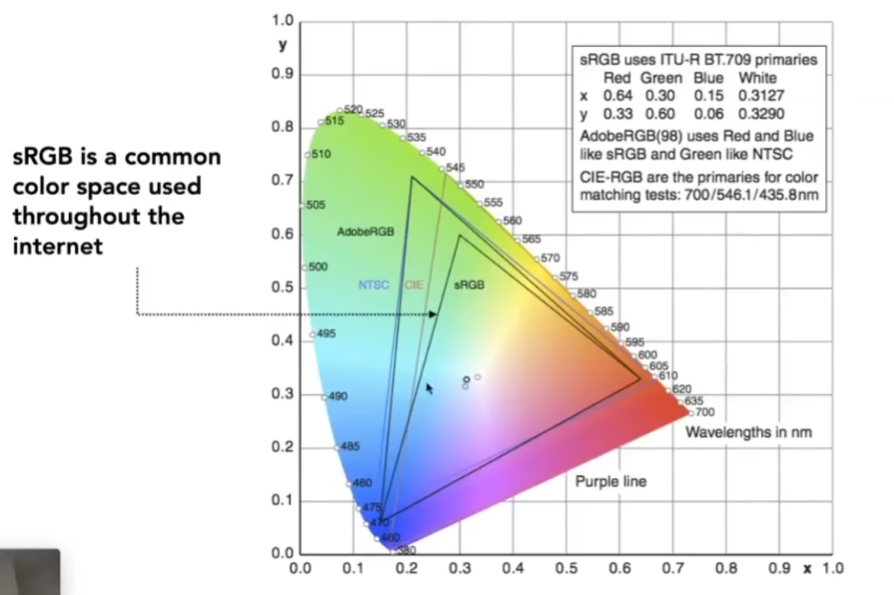 sRGB is a common
color space used
throughout the
internet
1.0
y
0.9
0.8
0.7
0.6
0.5
0.4
0.3
0.2
0.1
0.0
0.0 0.1 0.2 0.3 0.4 0.5 0.6 0.7 0.8 0.9 x 1.0
sRGB uses ITU-R BT.709 primaries
Red Green Blue White
x 0.64 0.30 0.15 0.3127
y 0.33 0.60 0.06 0.3290
AdobeRGB(98) uses Red and Blue
like sRGB and Green like NTSC
CIE-RGB are the primaries for color
matching tests: 700/546.1/435.8nm
520
525
515
530
535
510
540
545
550
505
555
560
565
500
570
575
580
585
495
590
595
600
605
610
490
620
635
700
485
480
475
470
460
380
AdobeRGB
NTSC CIE sRGB
Wavelengths in nm
Purple line